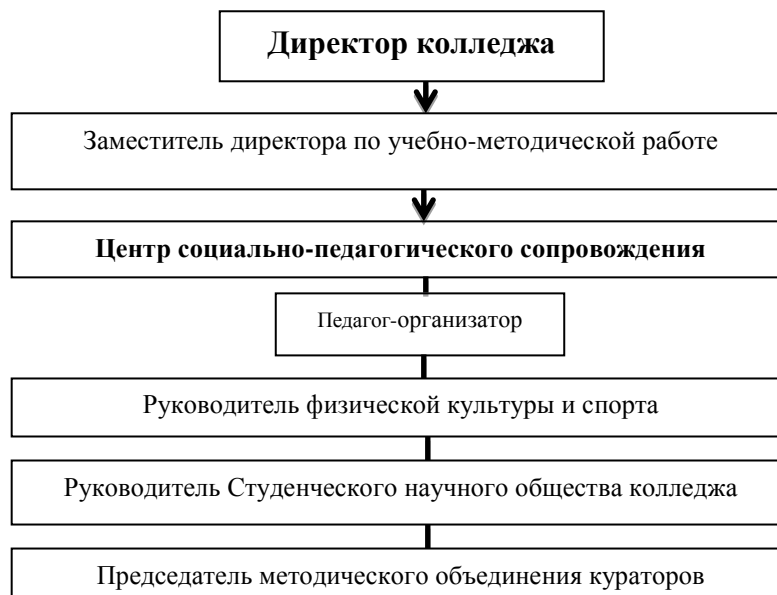 Директор колледжа
Заместитель директора по учебно-методической работе
Центр социально-педагогического сопровождения
Педагог-организатор
Руководитель физической культуры и спорта
Руководитель Студенческого научного общества колледжа
Председатель методического объединения кураторов